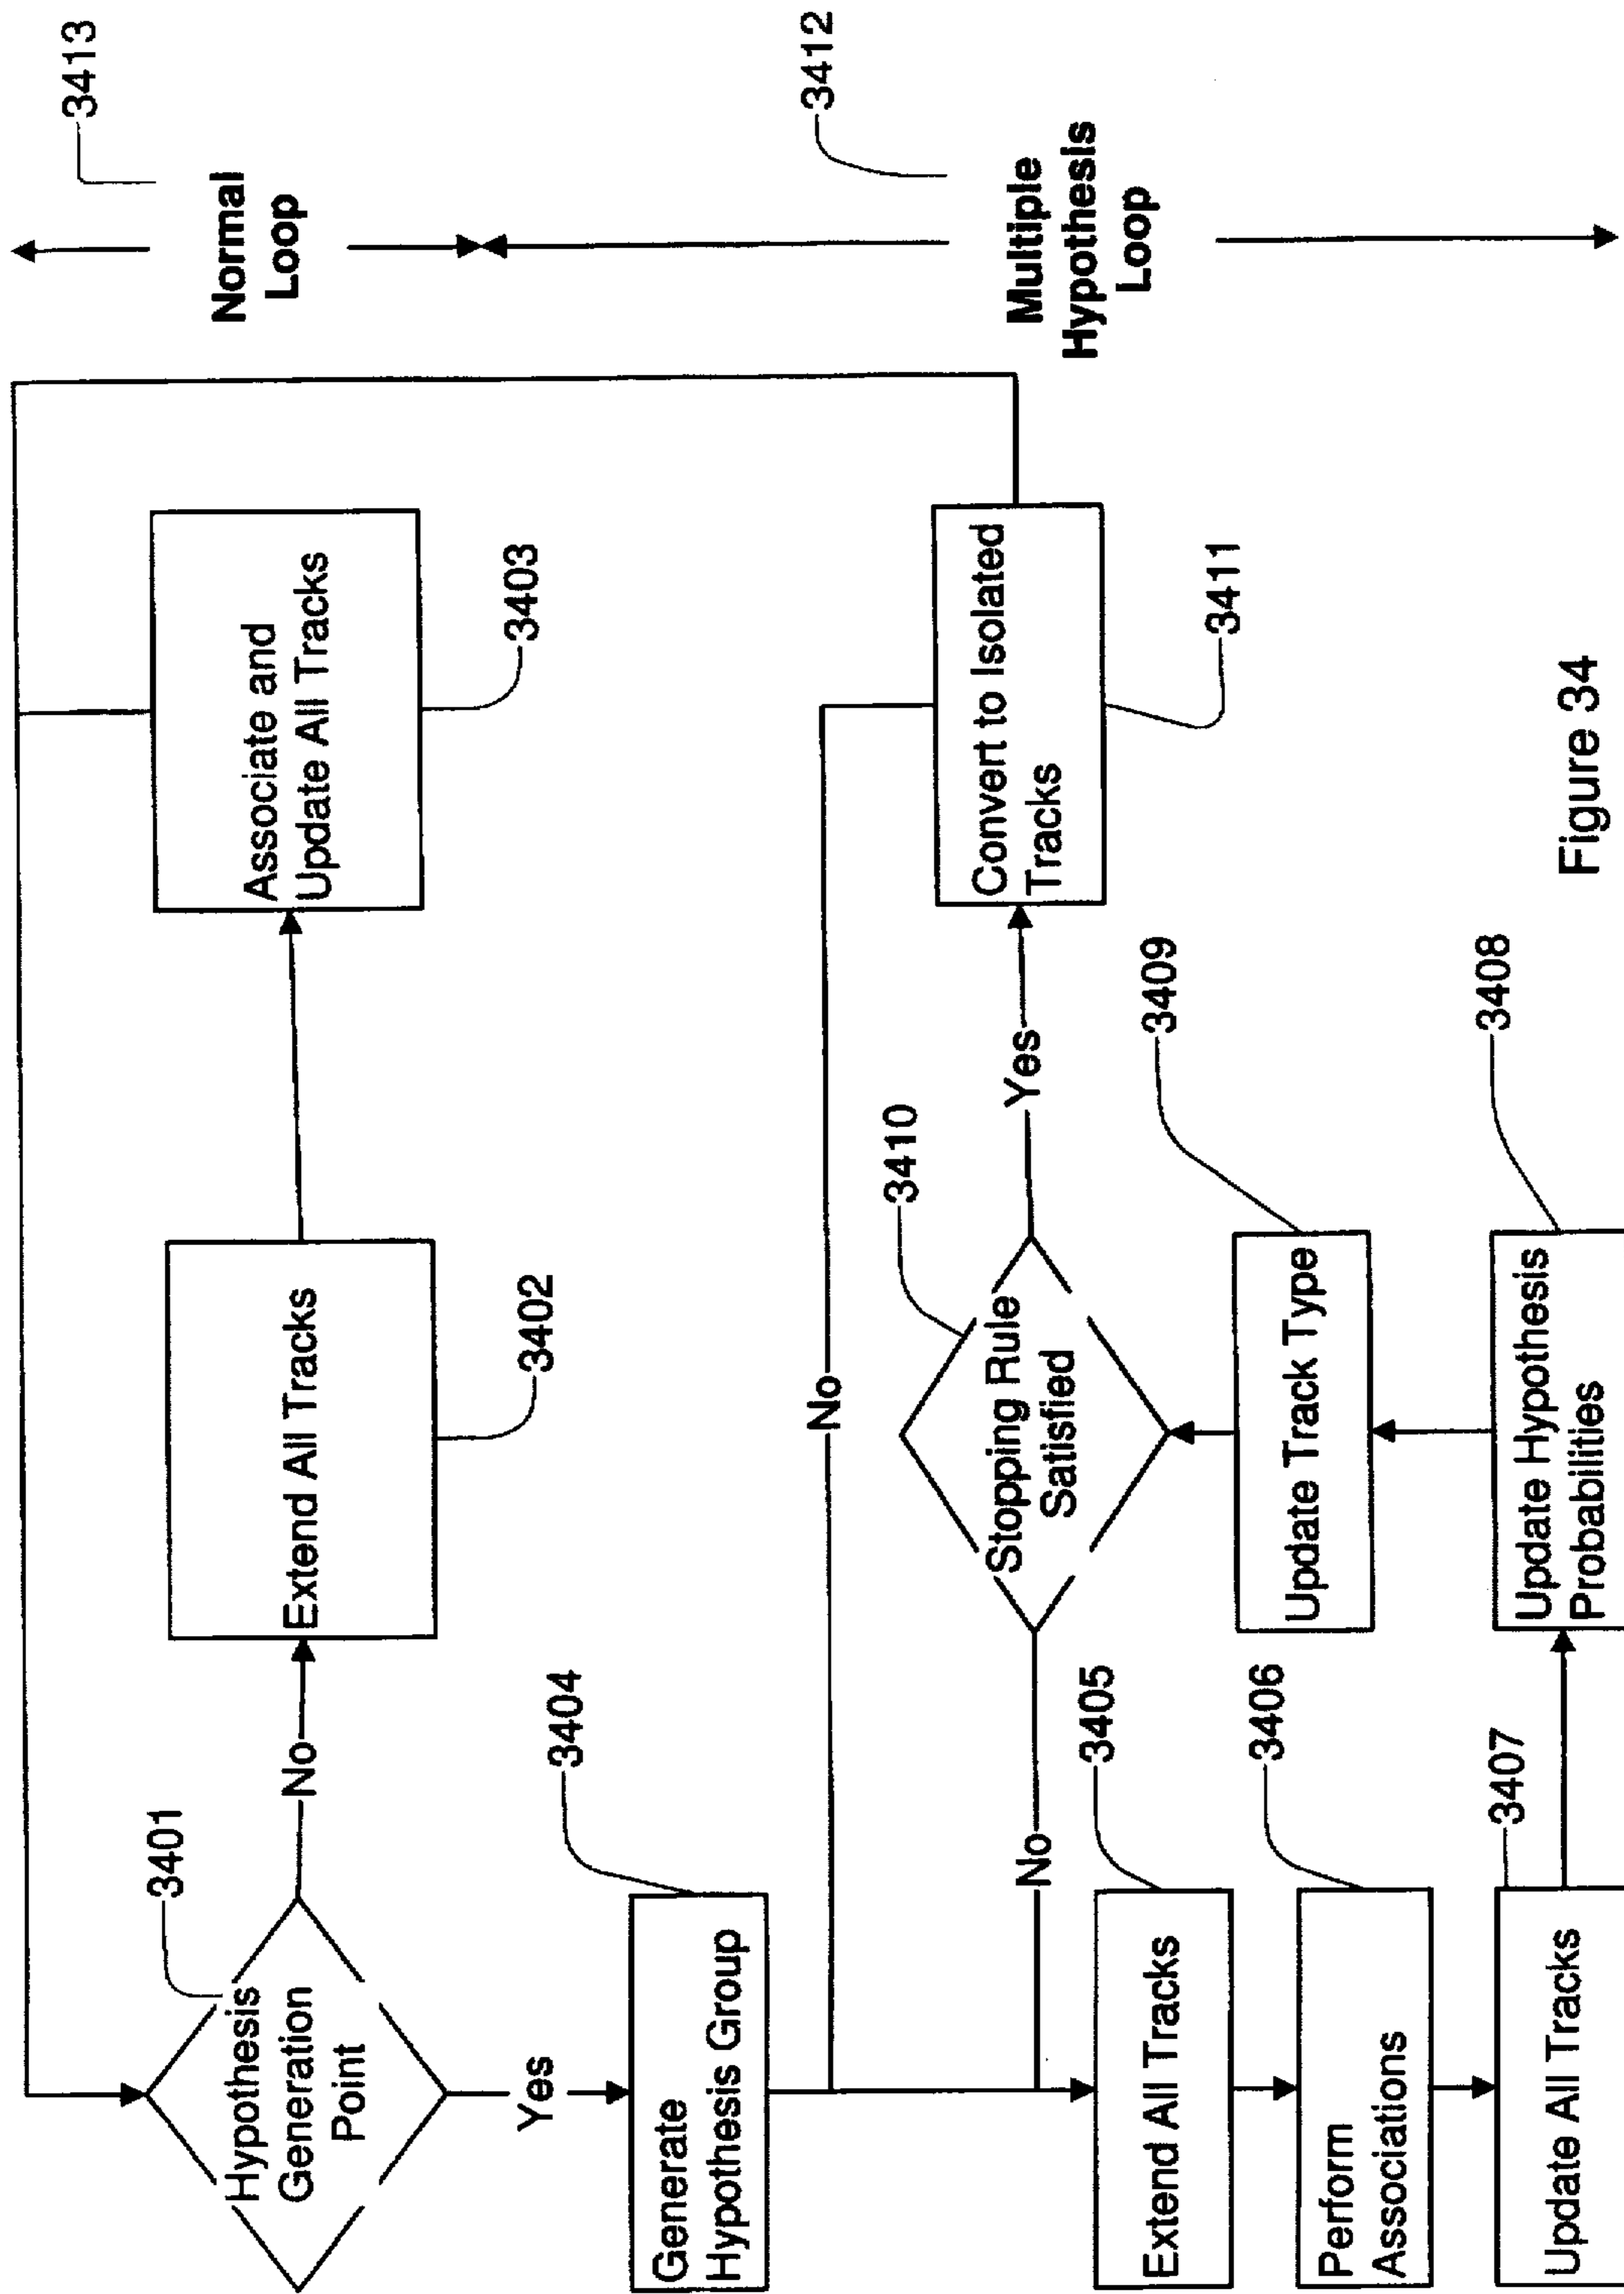 3413
Normal
Loop
3412
Multiple
Hypothesis
Loop
3401
Hypothesis
Generation
Point
No
Extend All Tracks
3402
Associate and
Update All Tracks
3403
Yes
3404
Generate
Hypothesis Group
No
Convert to Isolated
Tracks
3411
3410
Stopping Rule
Satisfied
Yes
No
3405
Extend All Tracks
3409
Update Track Type
3406
Perform
Associations
3407
Update All Tracks
3408
Update Hypothesis
Probabilities
Figure 34